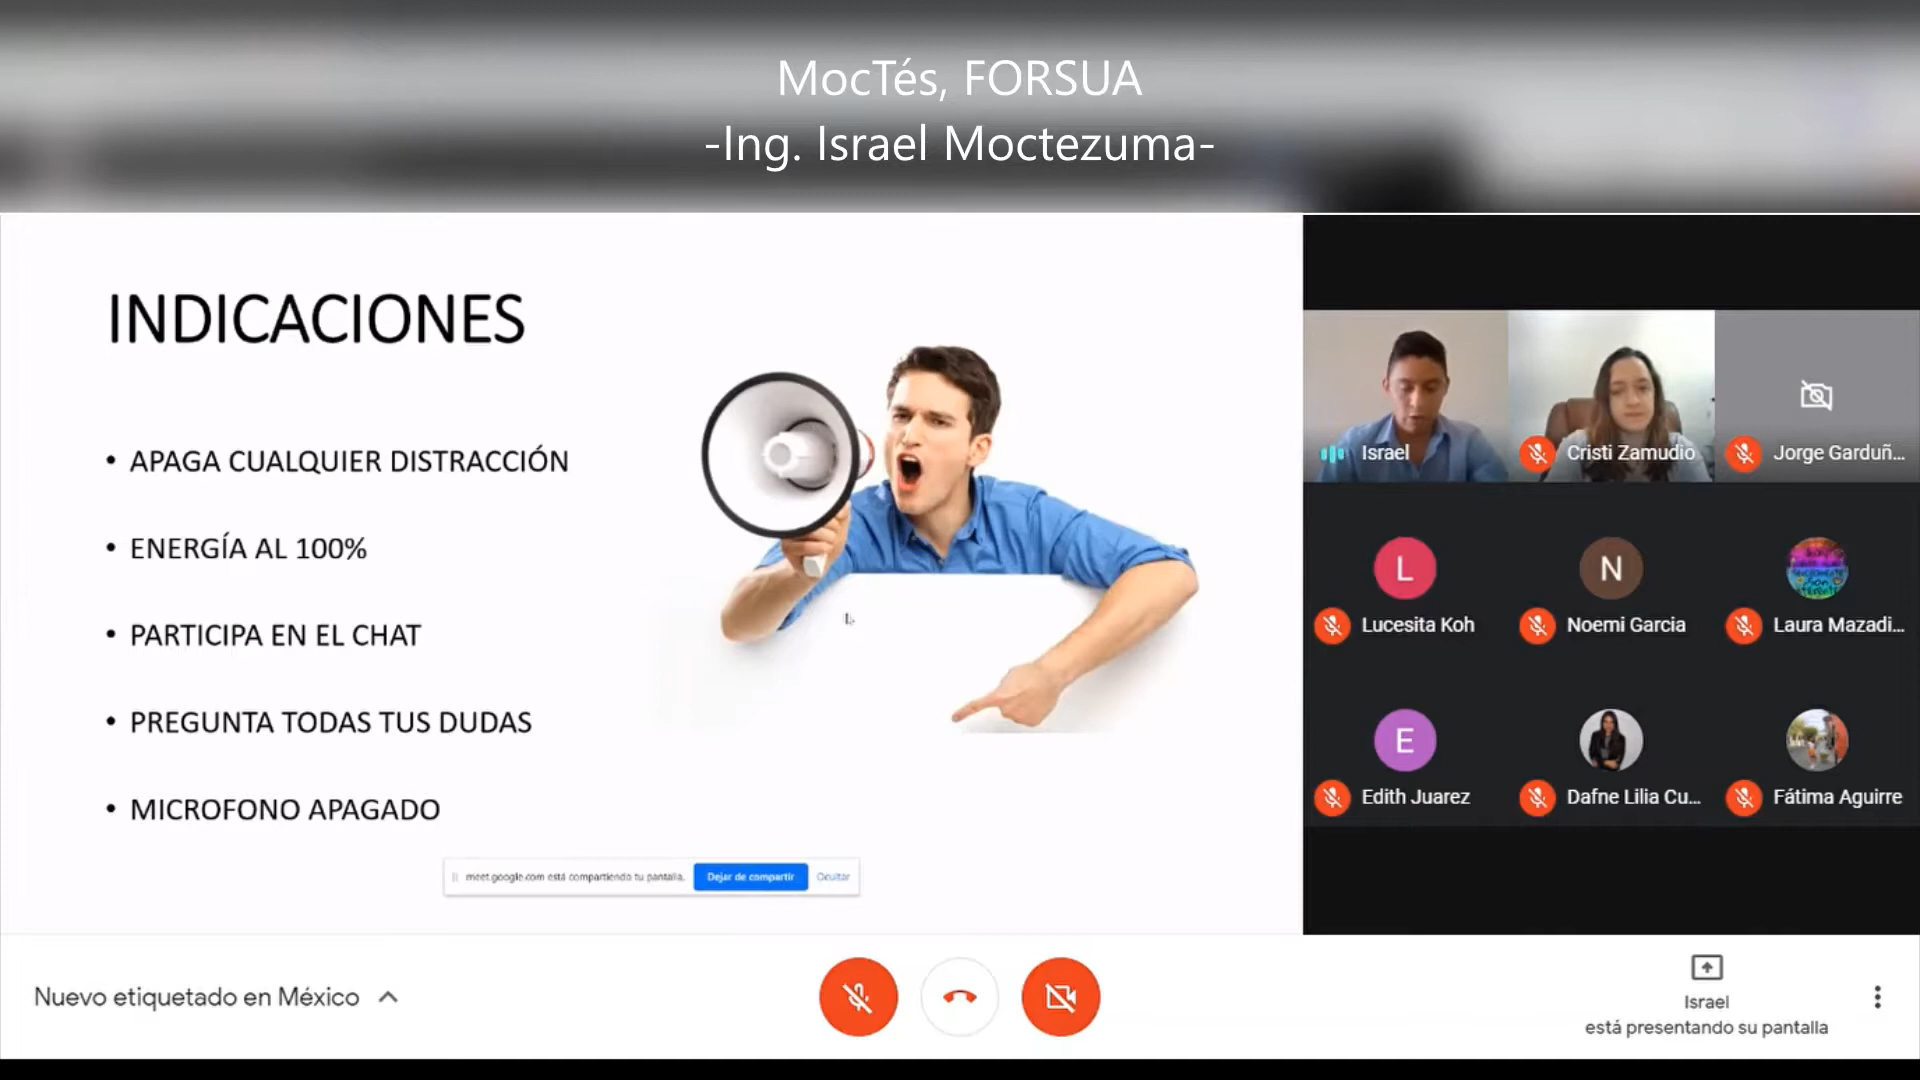 MocTés, FORSUA
-Ing. Israel Moctezuma-
INDICACIONES
• APAGA CUALQUIER DISTRACCIÓN
• ENERGÍA AL 100%
• PARTICIPA EN EL CHAT
• PREGUNTA TODAS TUS DUDAS
• MICROFONO APAGADO
meet.google.com está compartiendo tu pantalla.
Dejar de compartir
Ocultar
Israel
Cristi Zamudio
Jorge Garduñ...
L
N
Lucesita Koh
Noemi Garcia
Laura Mazadi...
E
Edith Juarez
Dafne Lilia Cu...
Fátima Aguirre
Nuevo etiquetado en México
Israel
está presentando su pantalla